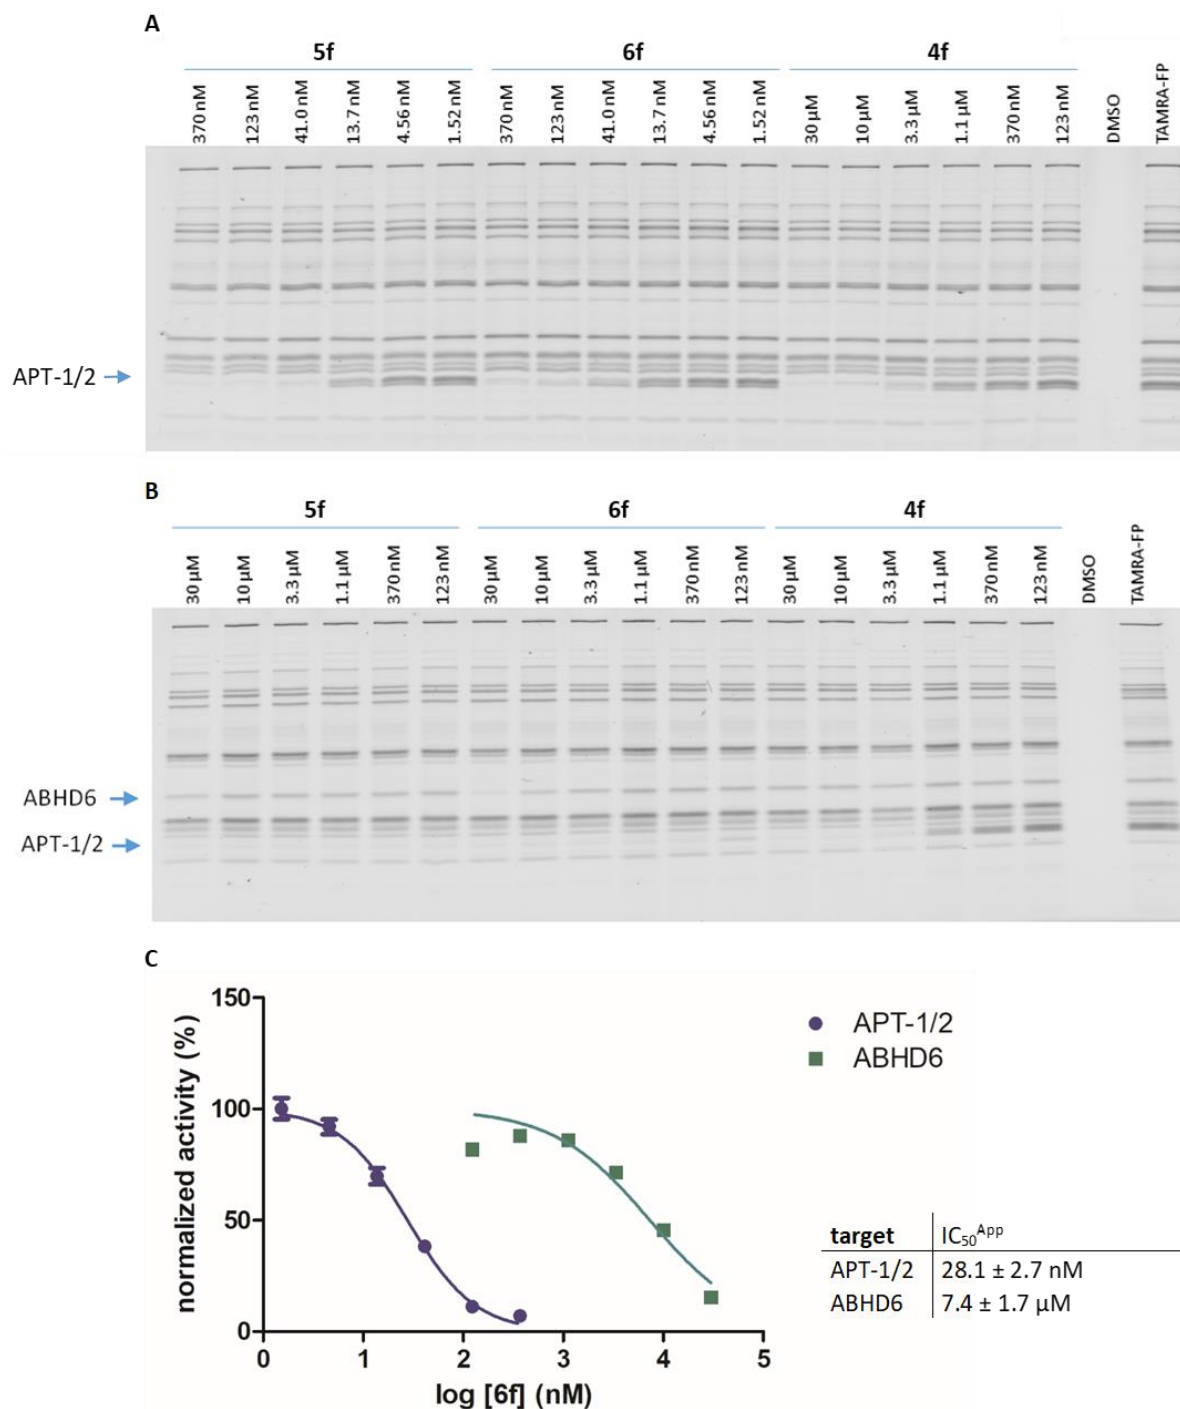 A
5f 6f 4f
370 nM 123 nM 41.0 nM 13.7 nM 4.56 nM 1.52 nM 370 nM 123 nM 41.0 nM 13.7 nM 4.56 nM 1.52 nM 30 µM 10 µM 3.3 µM 1.1 µM 370 nM 123 nM DMSO TAMRA-FP
APT-1/2
B
5f 6f 4f
30 µM 10 µM 3.3 µM 1.1 µM 370 nM 123 nM 30 µM 10 µM 3.3 µM 1.1 µM 370 nM 123 nM 30 µM 10 µM 3.3 µM 1.1 µM 370 nM 123 nM DMSO TAMRA-FP
ABHD6
APT-1/2
C
normalized activity (%)
150
100
50
0
0 1 2 3 4 5
log [6f] (nM)
APT-1/2
ABHD6
target IC50App
APT-1/2 28.1 ± 2.7 nM
ABHD6 7.4 ± 1.7 µM